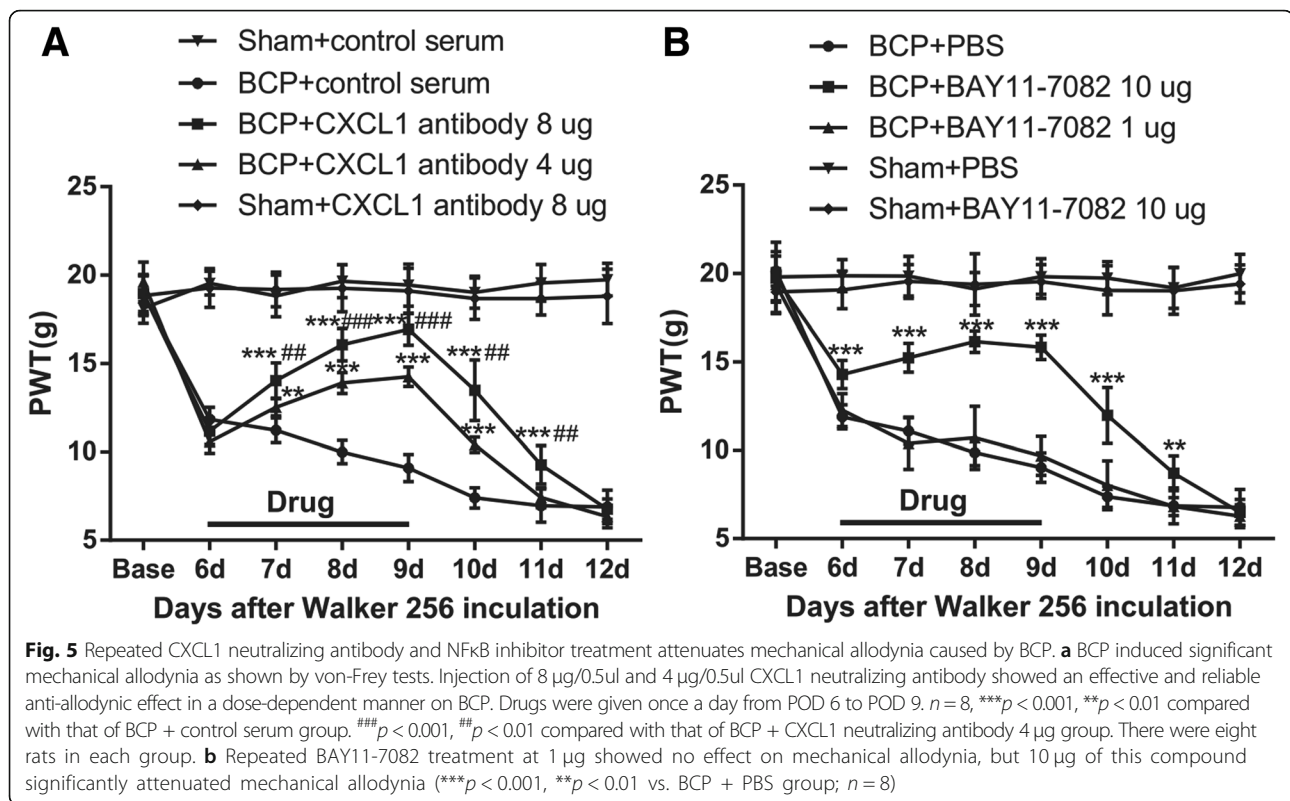 A
Sham+control serum
BCP+control serum
BCP+CXCL1 antibody 8 ug
BCP+CXCL1 antibody 4 ug
Sham+CXCL1 antibody 8 ug
25
20
15
10
5
PWT(g)
***##
**
***###
***
***###
***
***##
***
***##
Drug
Base 6d 7d 8d 9d 10d 11d 12d
Days after Walker 256 inculation
B
BCP+PBS
BCP+BAY11-7082 10 ug
BCP+BAY11-7082 1 ug
Sham+PBS
Sham+BAY11-7082 10 ug
25
20
15
10
5
PWT(g)
***
***
***
***
***
**
Drug
Base 6d 7d 8d 9d 10d 11d 12d
Days after Walker 256 inculation
Fig. 5 Repeated CXCL1 neutralizing antibody and NFκB inhibitor treatment attenuates mechanical allodynia caused by BCP. a BCP induced significant
mechanical allodynia as shown by von-Frey tests. Injection of 8 μg/0.5ul and 4 μg/0.5ul CXCL1 neutralizing antibody showed an effective and reliable
anti-allodynic effect in a dose-dependent manner on BCP. Drugs were given once a day from POD 6 to POD 9. n = 8, ***p < 0.001, **p < 0.01 compared
with that of BCP + control serum group. ###p < 0.001, ##p < 0.01 compared with that of BCP + CXCL1 neutralizing antibody 4 μg group. There were eight
rats in each group. b Repeated BAY11-7082 treatment at 1 μg showed no effect on mechanical allodynia, but 10 μg of this compound
significantly attenuated mechanical allodynia (***p < 0.001, **p < 0.01 vs. BCP + PBS group; n = 8)